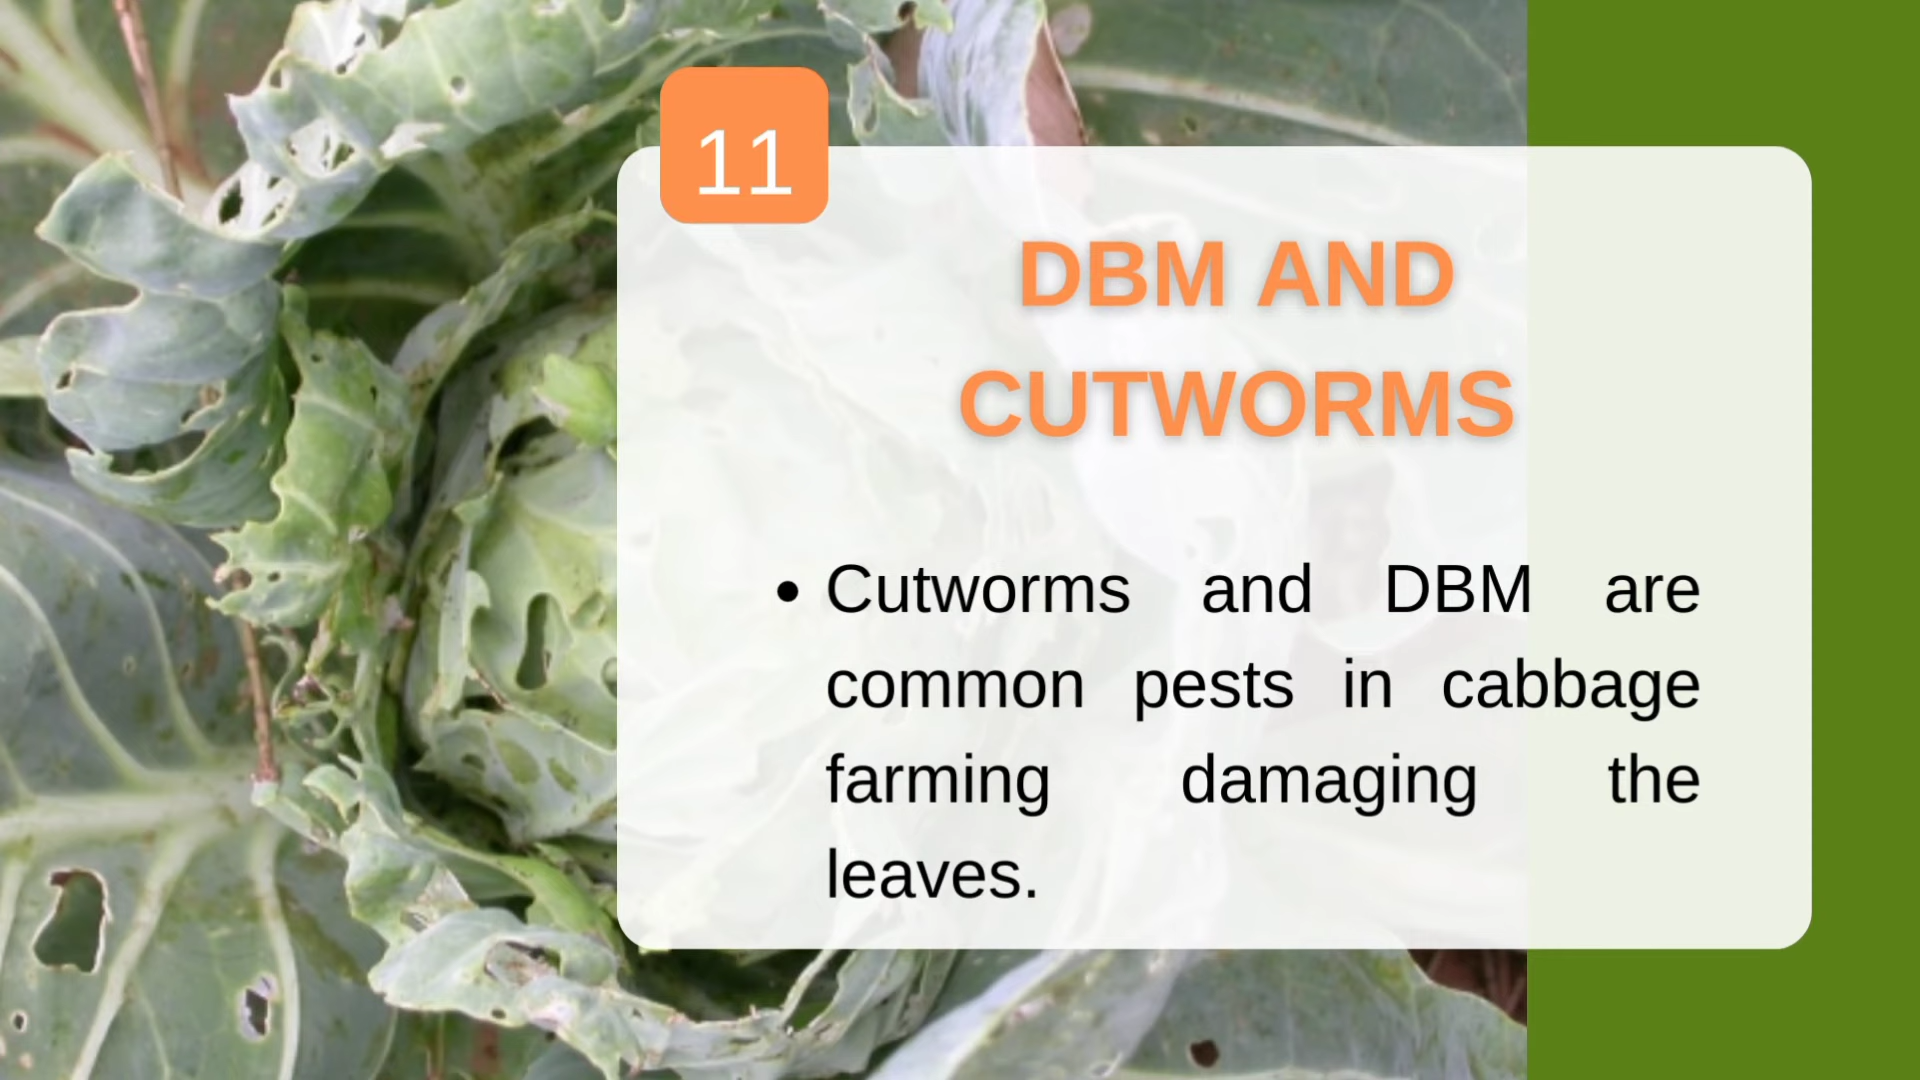 11
DBM AND
CUTWORMS
• Cutworms and DBM are
common pests in cabbage
farming damaging the
leaves.